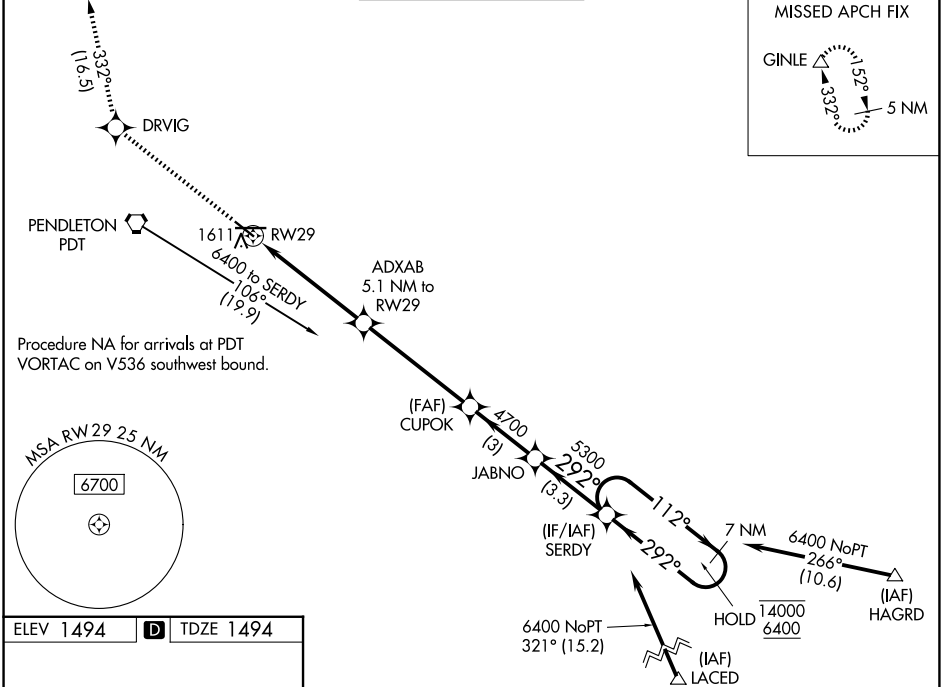 MISSED APCH FIX
GINLE
152°
332°
5 NM
332°
(16.5)
DRVIG
PENDLETON
PDT
1611
RW29
6400 to SERDY
106°
(19.9)
ADXAB
5.1 NM to
RW29
Procedure NA for arrivals at PDT
VORTAC on V536 southwest bound.
(FAF)
CUPOK
4700
(3)
JABNO
5300
292°
(3.3)
(IF/IAF)
SERDY
112°
292°
7 NM
6400 NoPT
266°
(10.6)
(IAF)
HAGRD
HOLD
14000
6400
6400 NoPT
321° (15.2)
(IAF)
LACED
MSA RW 29 25 NM
6700
ELEV 1494
D
TDZE 1494